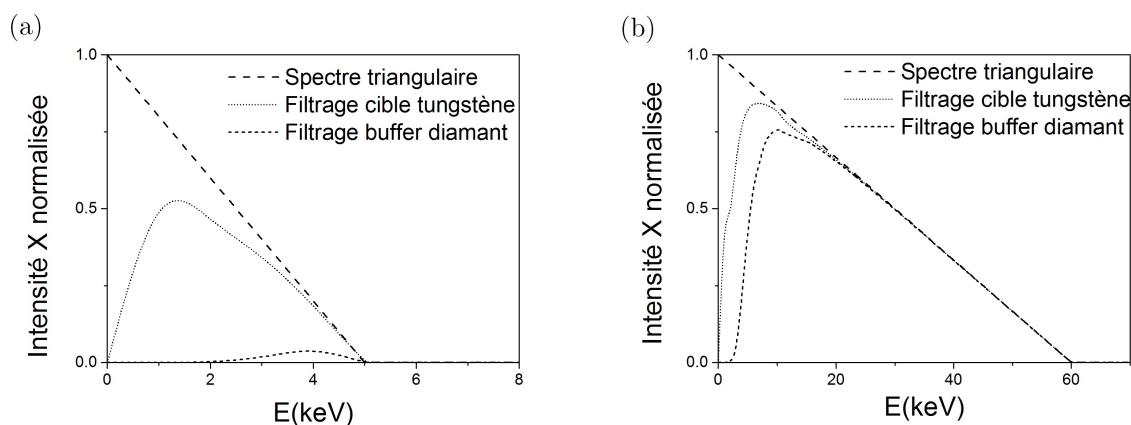 (a)
1.0
0.5
0.0
Intensité X normalisée
Spectre triangulaire
Filtrage cible tungstène
Filtrage buffer diamant
0 2 4 6 8
E(keV)
(b)
1.0
0.5
0.0
Intensité X normalisée
Spectre triangulaire
Filtrage cible tungstène
Filtrage buffer diamant
0 20 40 60
E(keV)